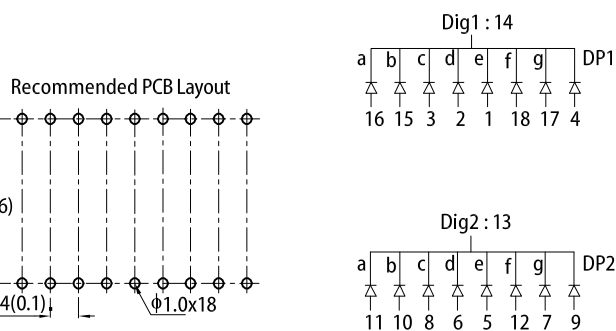 Recommended PCB Layout
6)
4(0.1)
ϕ1.0x18
Dig1 : 14
a b c d e f g DP1
16 15 3 2 1 18 17 4
Dig2 : 13
a b c d e f g DP2
11 10 8 6 5 12 7 9